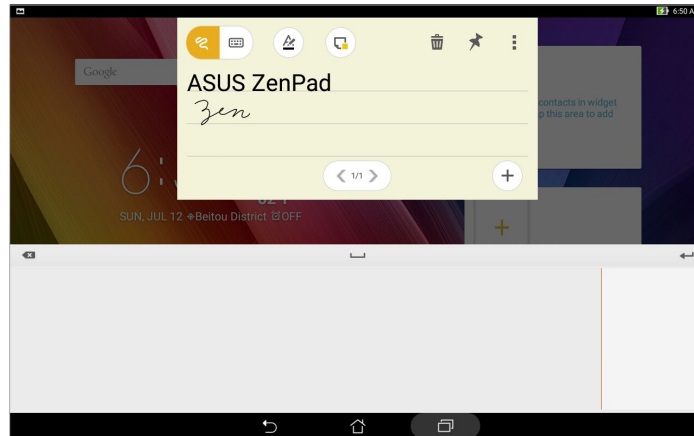 6:50 A
Google
ASUS ZenPad
Zen
contacts in widget
p this area to add
1/1
6:
SUN, JUL 12 Beitou District OFF